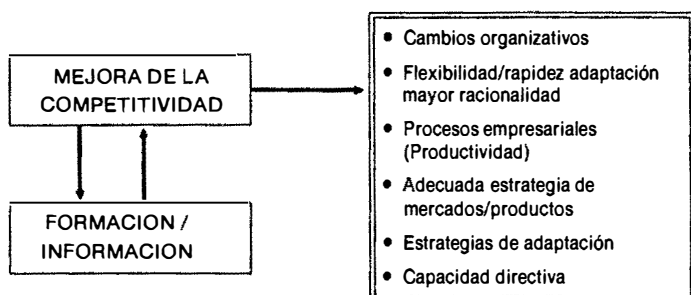 MEJORA DE LA
COMPETITIVIDAD
FORMACION /
INFORMACION
• Cambios organizativos
• Flexibilidad/rapidez adaptación
mayor racionalidad
• Procesos empresariales
(Productividad)
• Adecuada estrategia de
mercados/productos
• Estrategias de adaptación
• Capacidad directiva